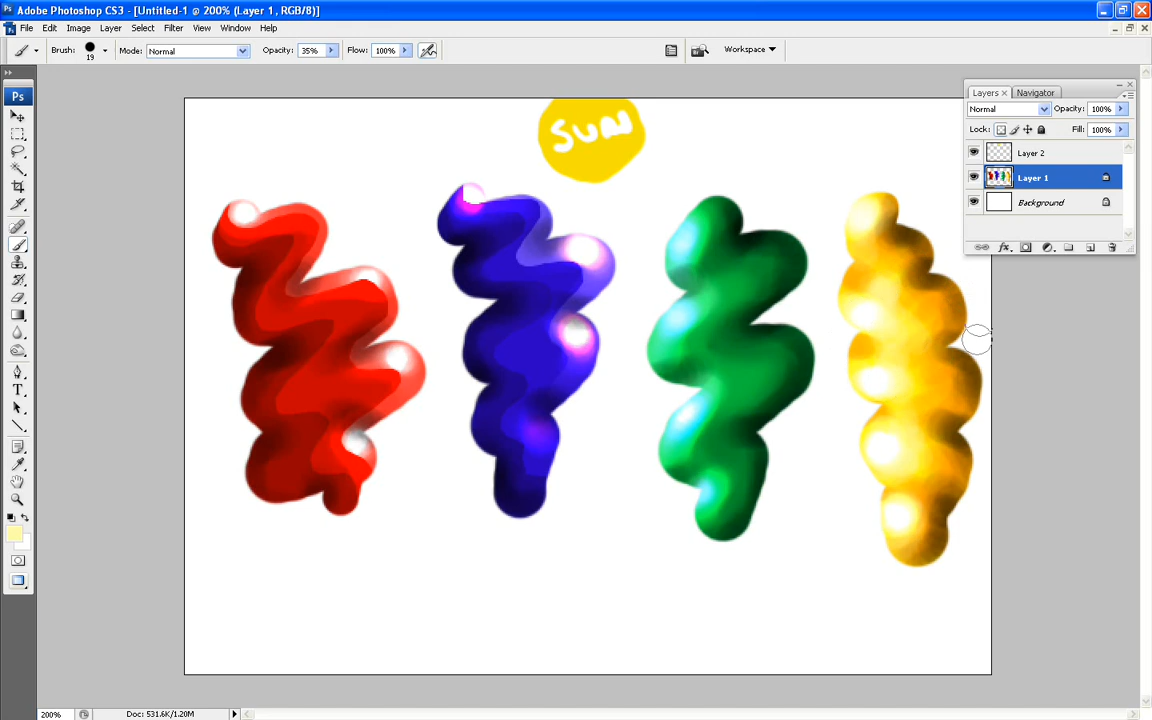 Adobe Photoshop CS3 - [Untitled-1 @ 200% (Layer 1, RGB/8)]
File Edit Image Layer Select Filter View Window Help
Brush: 19 Mode: Normal Opacity: 35% Flow: 100% Workspace
Ps
SUN
Layers Navigator
Normal Opacity: 100%
Lock: Fill: 100%
Layer 2
Layer 1
Background
T
200% Doc: 531.6K/1.20M